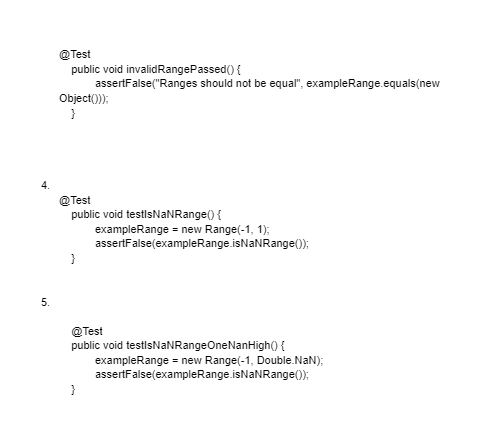 @Test
public void invalidRangePassed() {
assertFalse("Ranges should not be equal", exampleRange.equals(new
Object()));
}
4.
@Test
public void testIsNaNRange() {
exampleRange = new Range(-1, 1);
assertFalse(exampleRange.isNaNRange());
}
5.
@Test
public void testIsNaNRangeOneNanHigh() {
exampleRange = new Range(-1, Double.NaN);
assertFalse(exampleRange.isNaNRange());
}